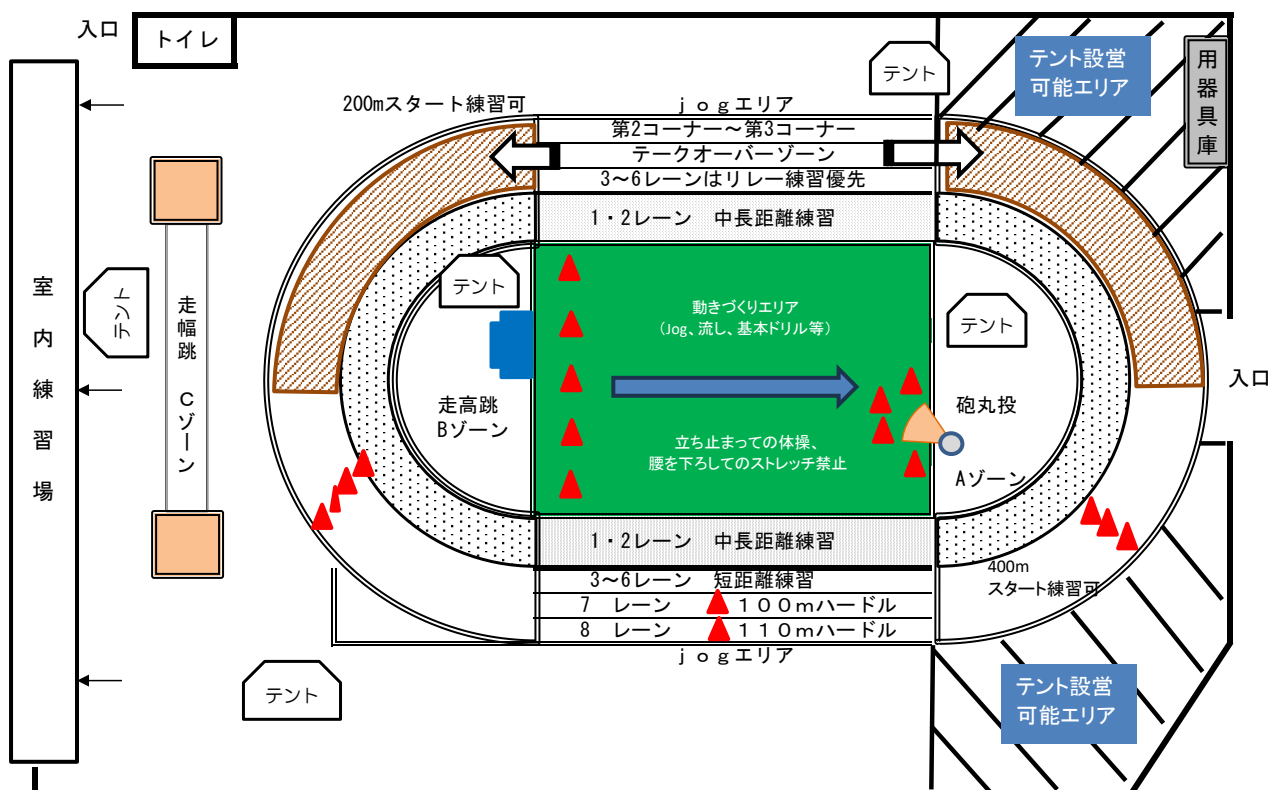 入口
トイレ
テント
テント設営
可能エリア
用器具庫
200mスタート練習可
jogエリア
第2コーナー～第3コーナー
テークオーバーゾーン
3～6レーンはリレー練習優先
1・2レーン　中長距離練習
室内練習場
テント
走幅跳　Cゾーン
テント
動きづくりエリア
（Jog、流し、基本ドリル等）
テント
入口
走高跳
Bゾーン
砲丸投
立ち止まっての体操、
腰を下ろしてのストレッチ禁止
Aゾーン
1・2レーン　中長距離練習
400m
スタート練習可
3～6レーン　短距離練習
7　レーン　100mハードル
8　レーン　110mハードル
jogエリア
テント
テント設営
可能エリア